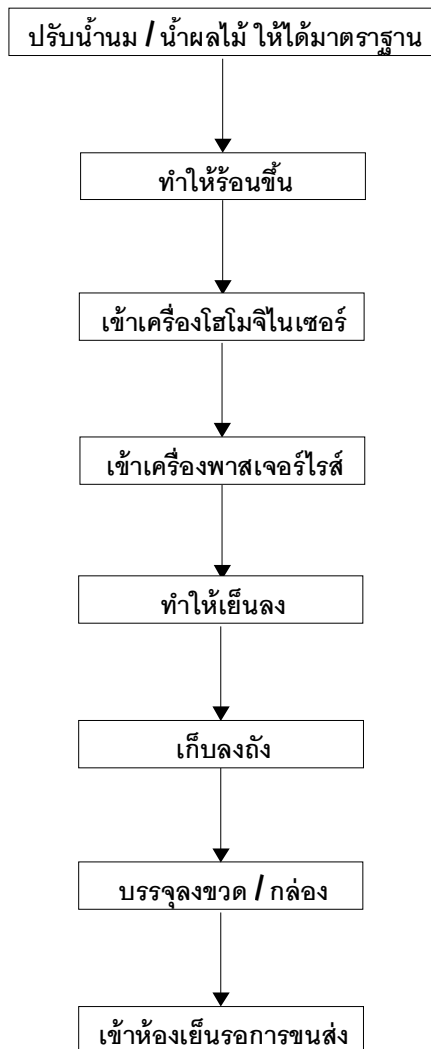 ปรับน้ำนม / น้ำผลไม้ ให้ได้มาตราฐาน
ทำให้ร้อนขึ้น
เข้าเครื่องโฮโมจิไนเซอร์
เข้าเครื่องพาสเจอร์ไรส์
ทำให้เย็นลง
เก็บลงถัง
บรรจุลงขวด / กล่อง
เข้าห้องเย็นรอการขนส่ง